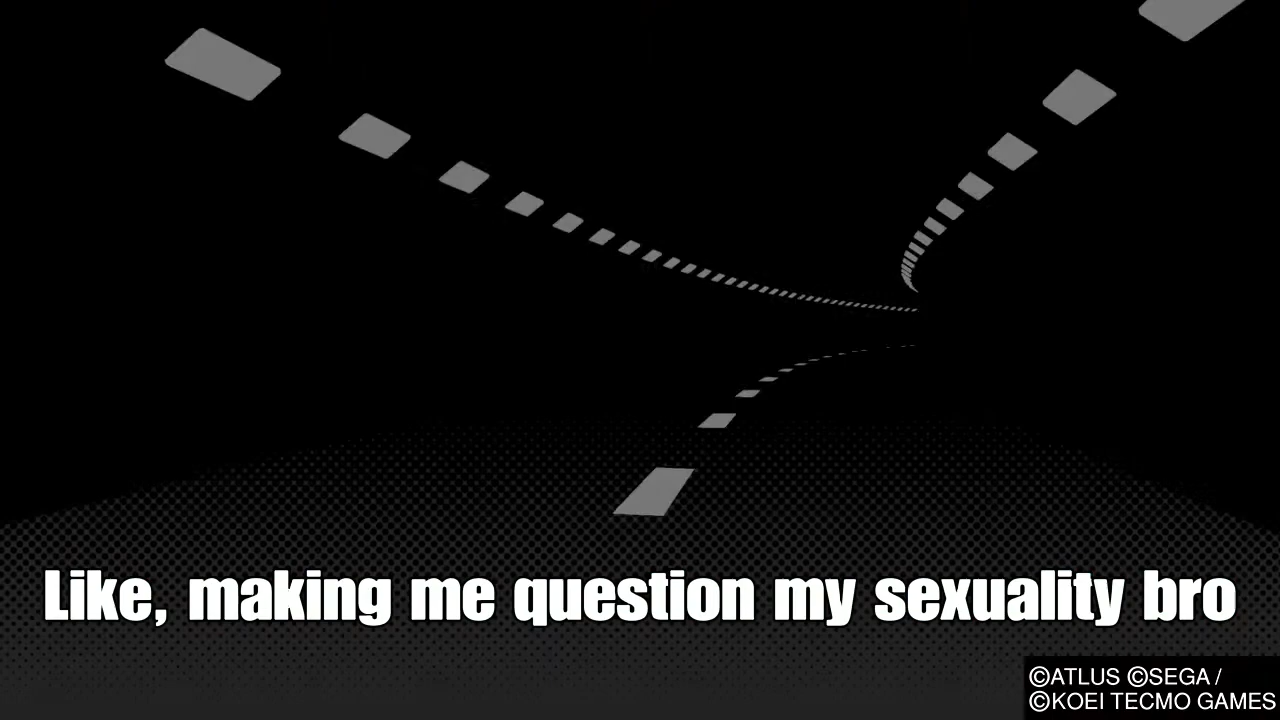 Like, making me question my sexuality bro
©ATLUS ©SEGA /
©KOEI TECMO GAMES